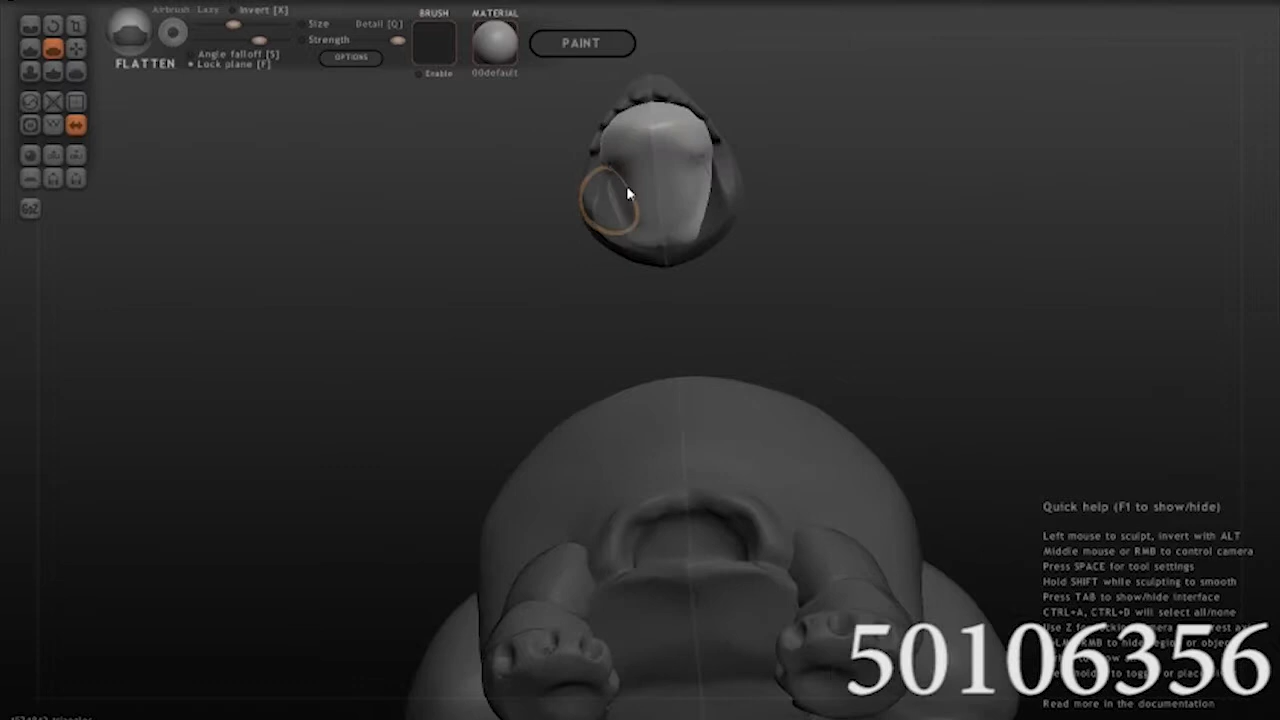 Airbrush Lazy Invert [X]
Size Detail [Q]
Strength
Angle falloff [S]
Lock plane [F]
FLATTEN
OPTIONS
BRUSH
Enable
MATERIAL
00default
PAINT
GoZ
Quick help (F1 to show/hide)
Left mouse to sculpt, invert with ALT
Middle mouse or RMB to control camera
Press SPACE for tool settings
Hold SHIFT while sculpting to smooth
Press TAB to show/hide interface
CTRL+A, CTRL+D will select all/none
50106356
Read more in the documentation